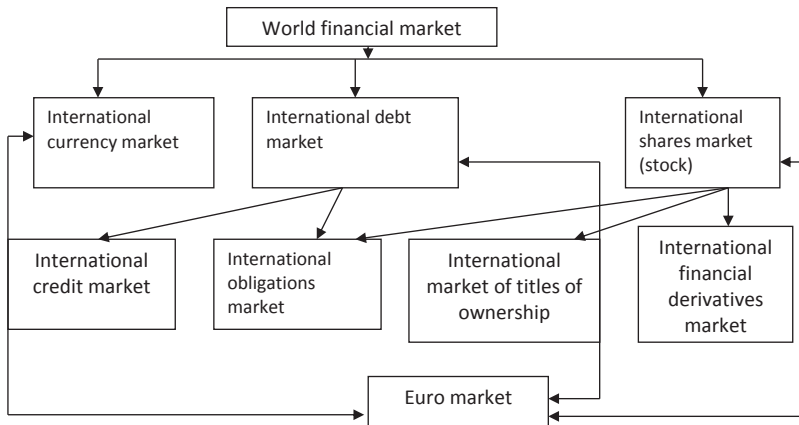 World financial market
International
currency market
International debt
market
International
shares market
(stock)
International
credit market
International
obligations
market
International
market of titles of
ownership
International
financial
derivatives
market
Euro market